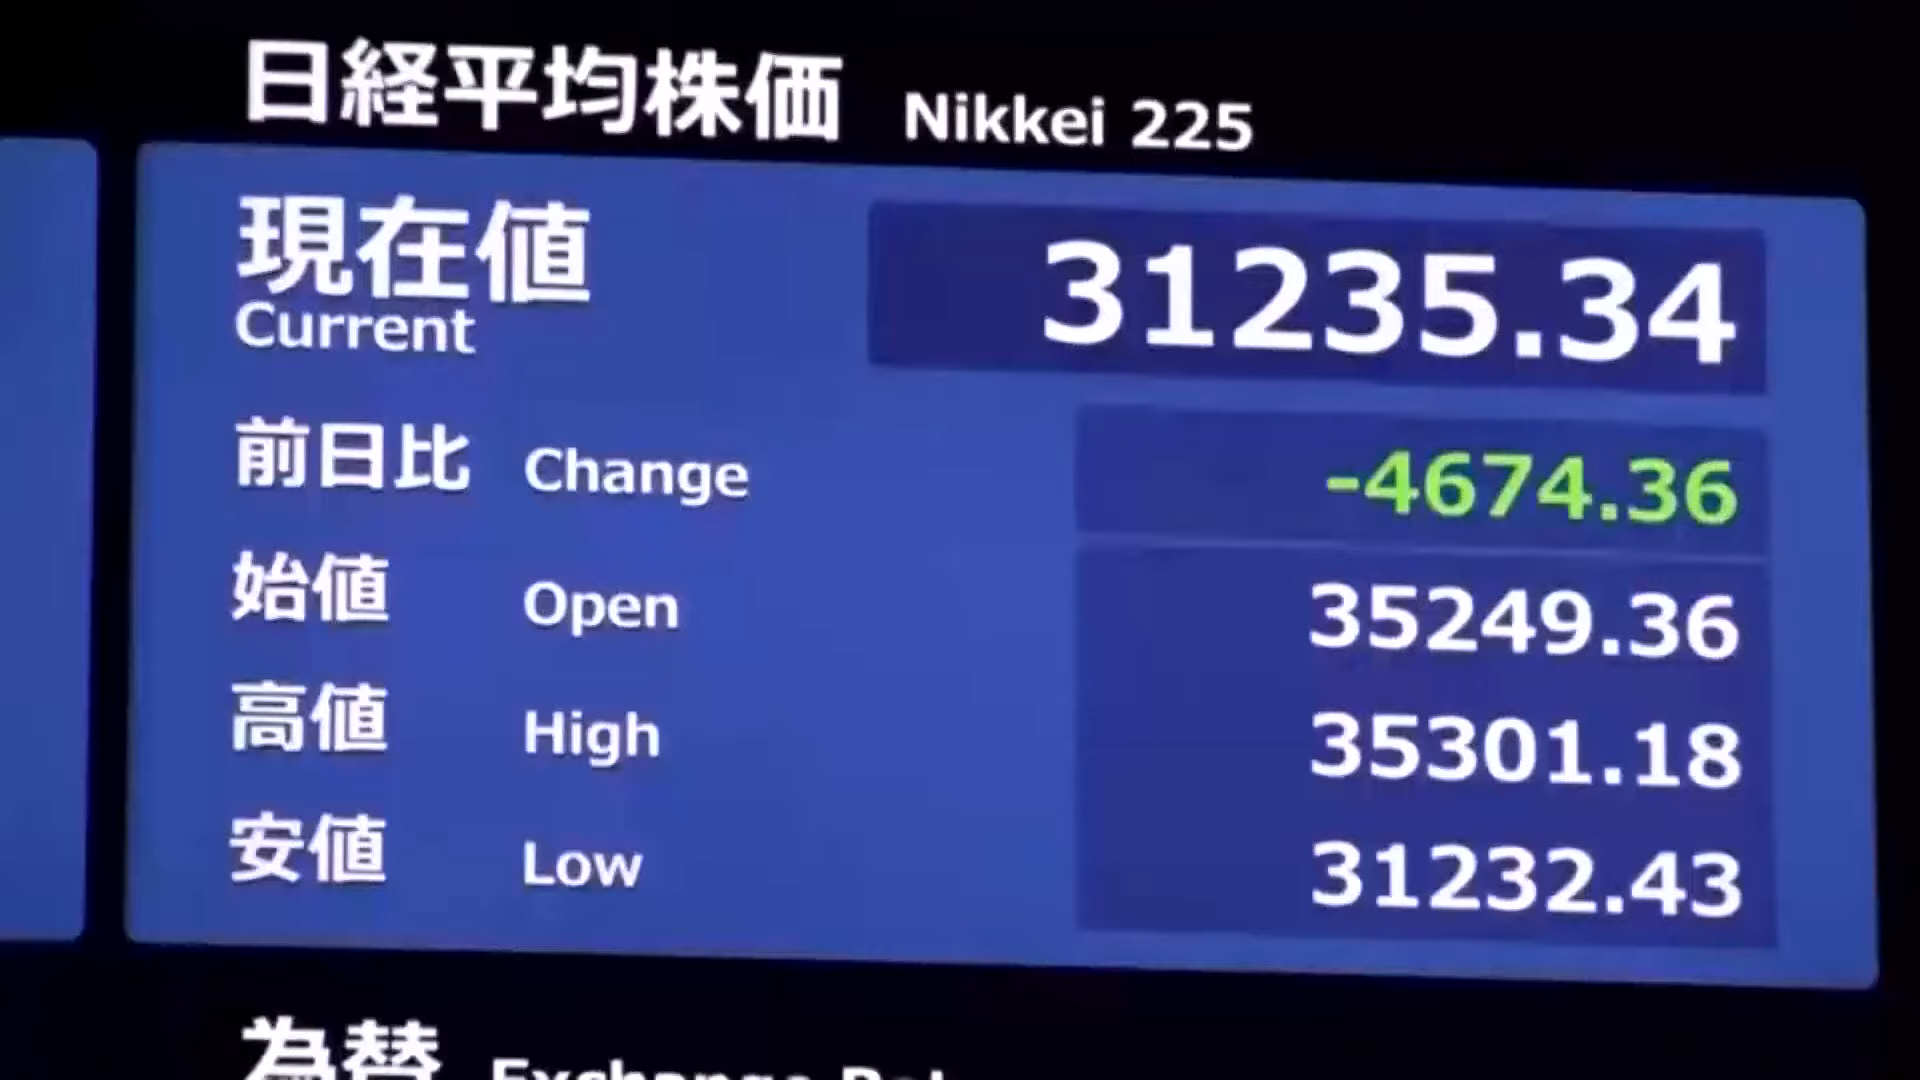 日経平均株価 Nikkei 225
現在値 31235.34
Current
前日比 Change -4674.36
始値 Open 35249.36
高値 High 35301.18
安値 Low 31232.43
為替 Exchange